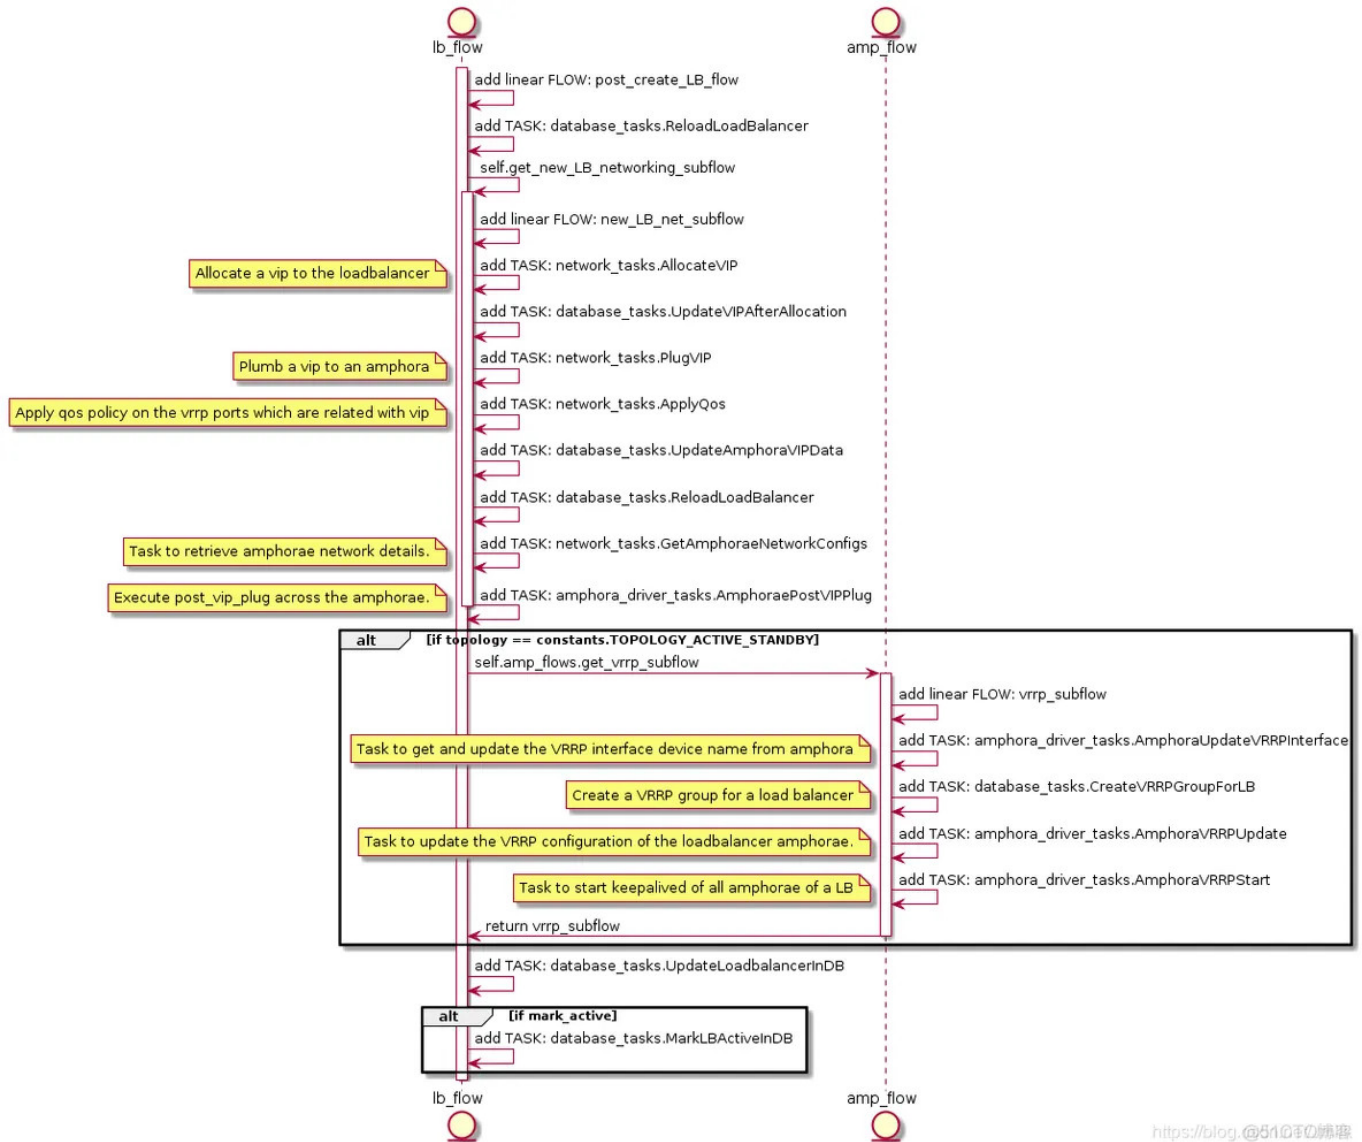 lb_flow
amp_flow
add linear FLOW: post_create_LB_flow
add TASK: database_tasks.ReloadLoadBalancer
self.get_new_LB_networking_subflow
add linear FLOW: new_LB_net_subflow
Allocate a vip to the loadbalancer
add TASK: network_tasks.AllocateVIP
add TASK: database_tasks.UpdateVIPAfterAllocation
Plumb a vip to an amphora
add TASK: network_tasks.PlugVIP
Apply qos policy on the vrrp ports which are related with vip
add TASK: network_tasks.ApplyQos
add TASK: database_tasks.UpdateAmphoraVIPData
add TASK: database_tasks.ReloadLoadBalancer
Task to retrieve amphorae network details.
add TASK: network_tasks.GetAmphoraeNetworkConfigs
Execute post_vip_plug across the amphorae.
add TASK: amphora_driver_tasks.AmphoraePostVIPPlug
alt
[if topology == constants.TOPOLOGY_ACTIVE_STANDBY]
self.amp_flows.get_vrrp_subflow
add linear FLOW: vrrp_subflow
Task to get and update the VRRP interface device name from amphora
add TASK: amphora_driver_tasks.AmphoraUpdateVRRPInterface
Create a VRRP group for a load balancer
add TASK: database_tasks.CreateVRRPGroupForLB
Task to update the VRRP configuration of the loadbalancer amphorae.
add TASK: amphora_driver_tasks.AmphoraVRRPUpdate
Task to start keepalived of all amphorae of a LB
add TASK: amphora_driver_tasks.AmphoraVRRPStart
return vrrp_subflow
add TASK: database_tasks.UpdateLoadbalancerInDB
alt
[if mark_active]
add TASK: database_tasks.MarkLBActiveInDB
lb_flow
amp_flow
@51CTO博客